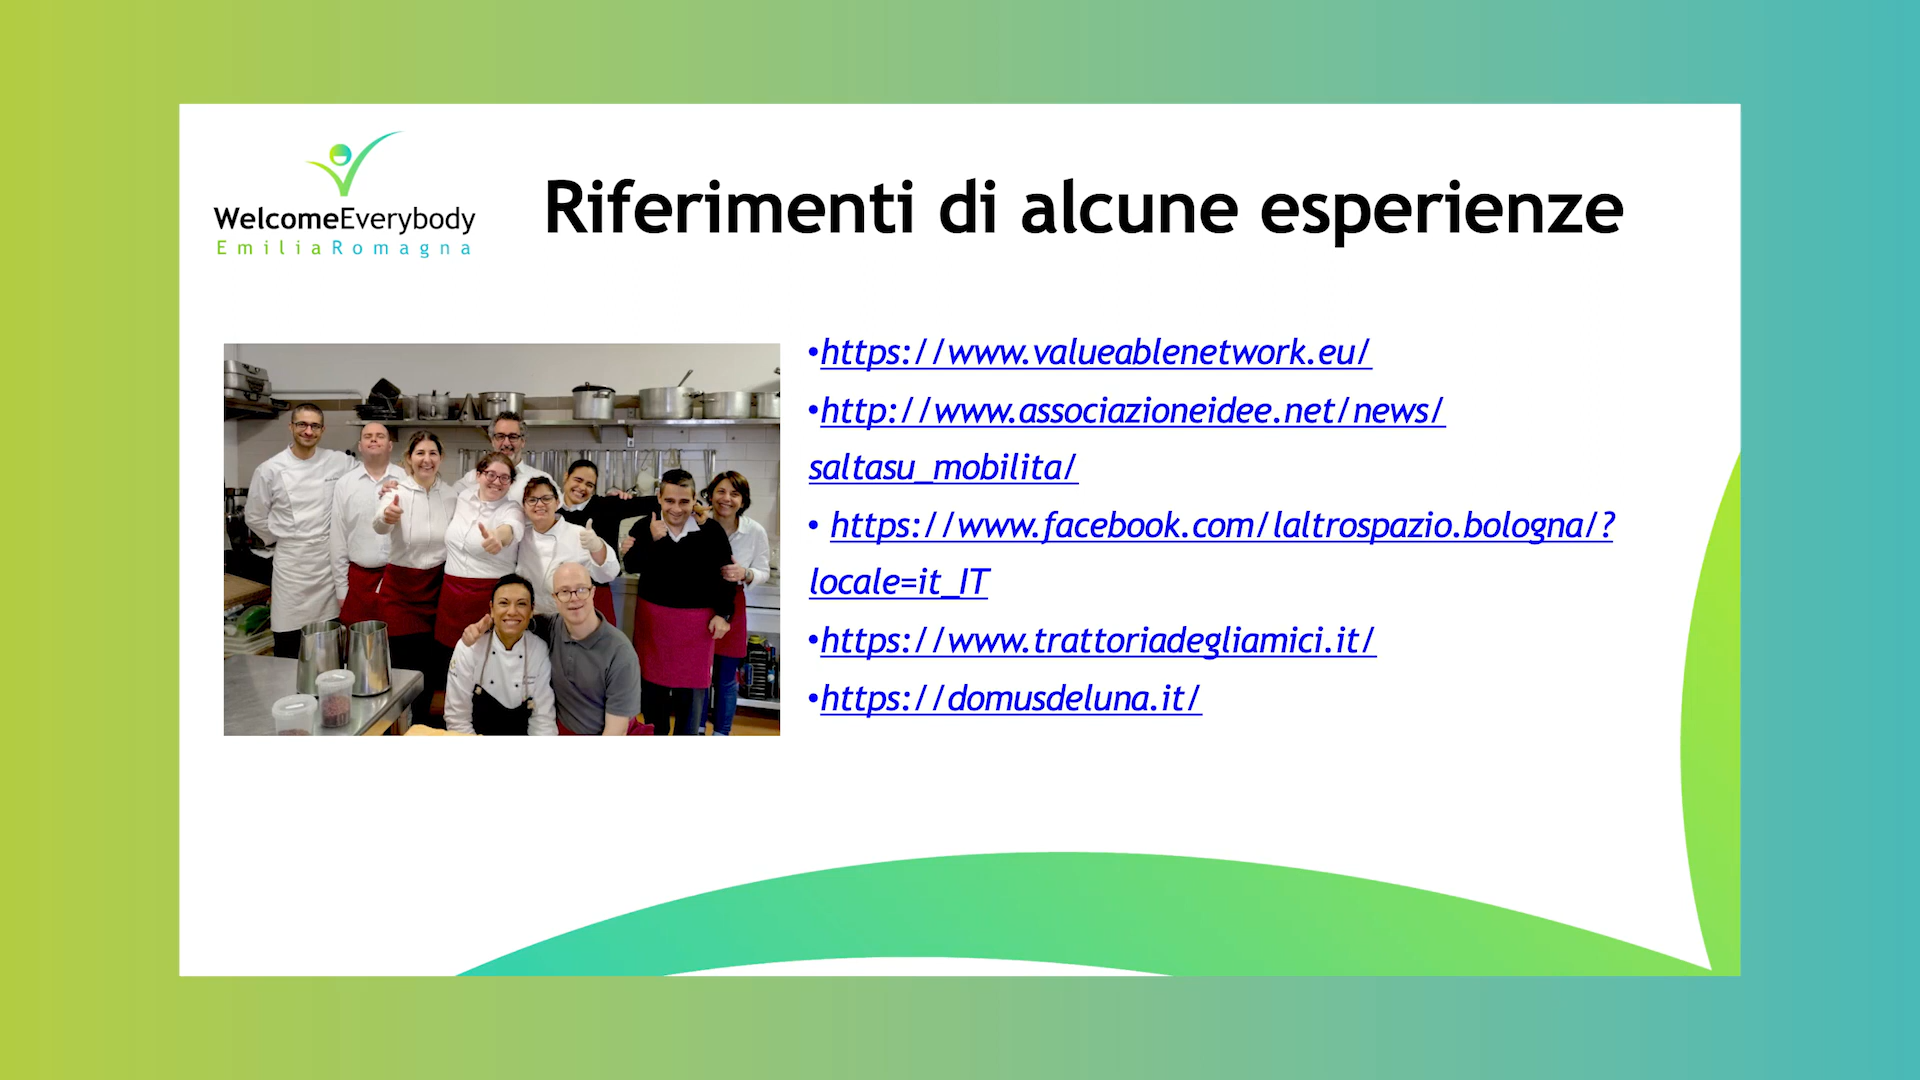 WelcomeEverybody
EmiliaRomagna
Riferimenti di alcune esperienze
•https://www.valueablenetwork.eu/
•http://www.associazioneidee.net/news/
saltasu_mobilita/
• https://www.facebook.com/laltrospazio.bologna/?
locale=it_IT
•https://www.trattoriadegliamici.it/
•https://domusdeluna.it/